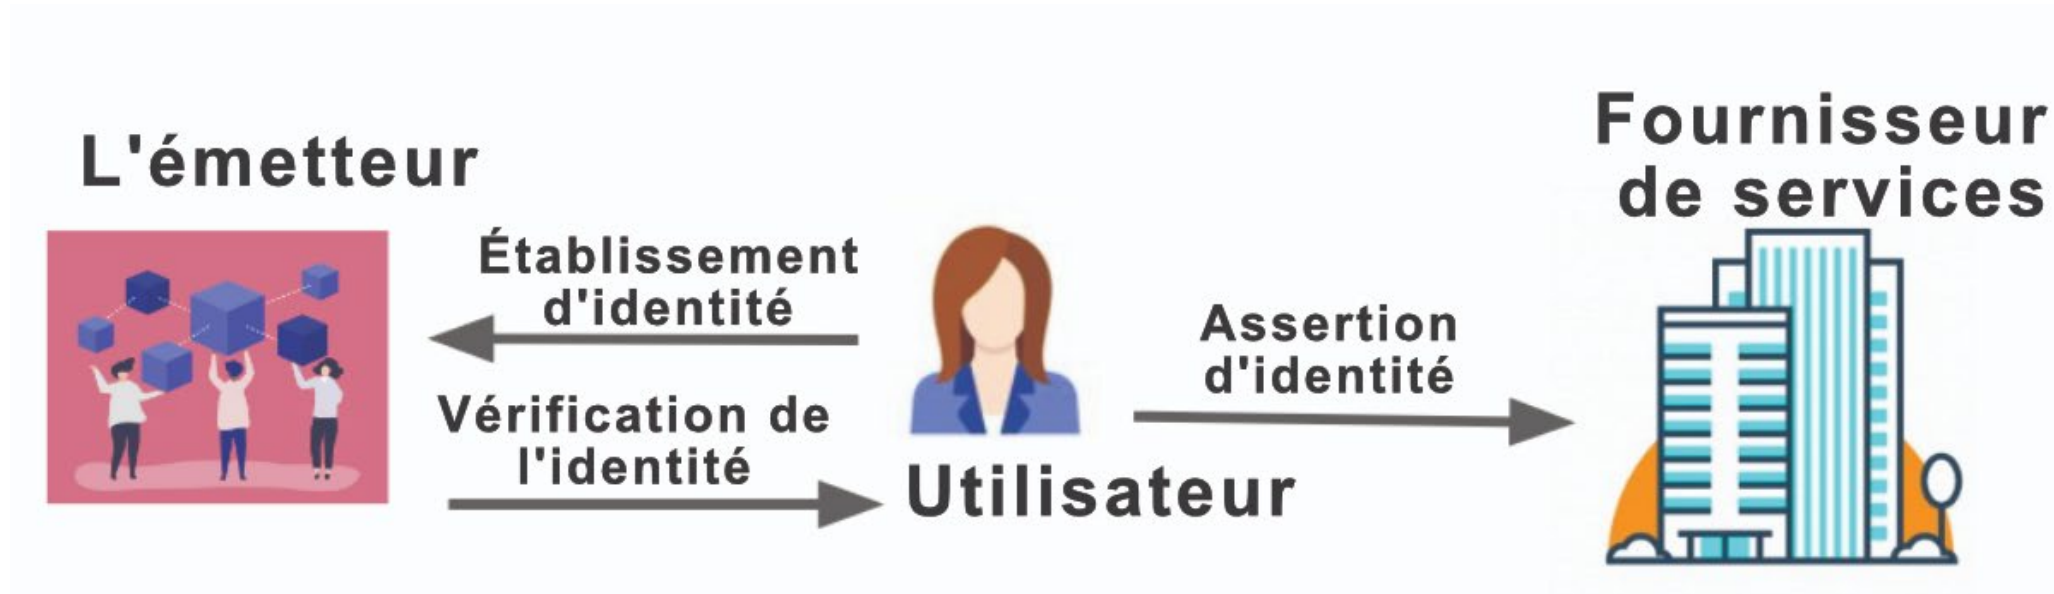 L'émetteur
Établissement
d'identité
Vérification de
l'identité
Utilisateur
Assertion
d'identité
Fournisseur
de services